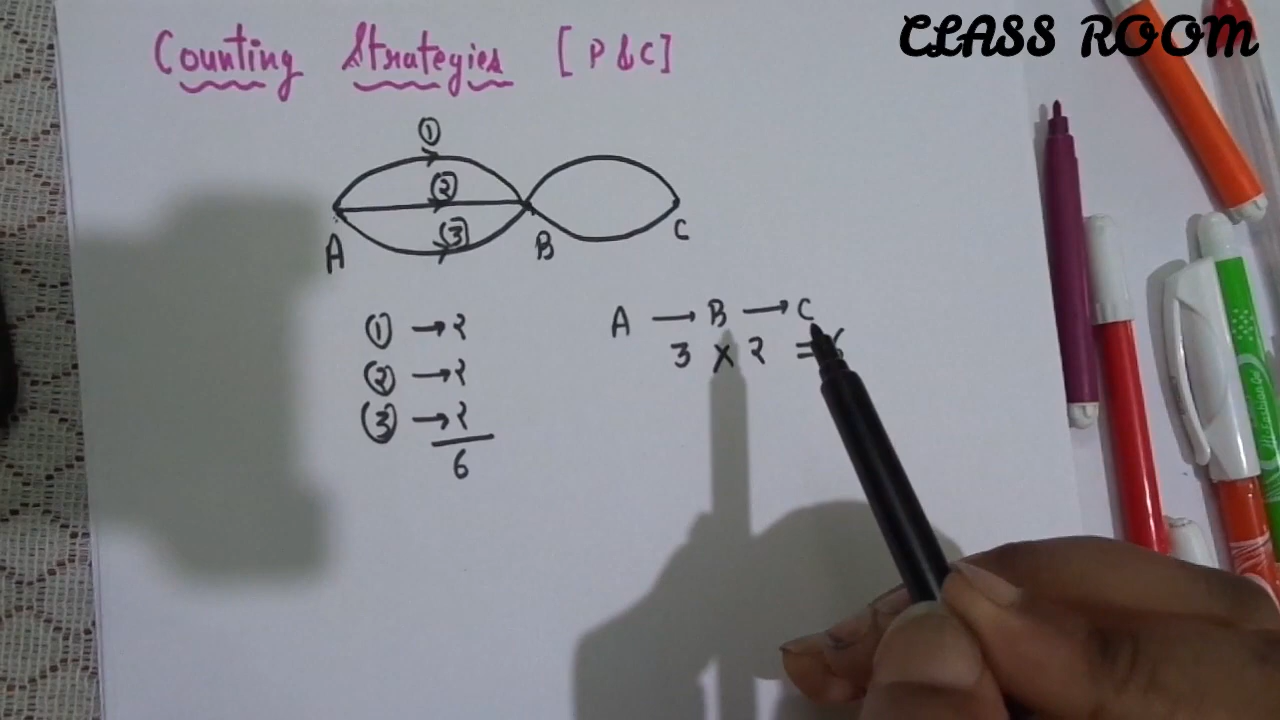 CLASS ROOM
Counting Strategies [P&C]
①
②
③
A B C
① → 2
② → 2
③ → 2
6
A → B → C
3 × 2 =